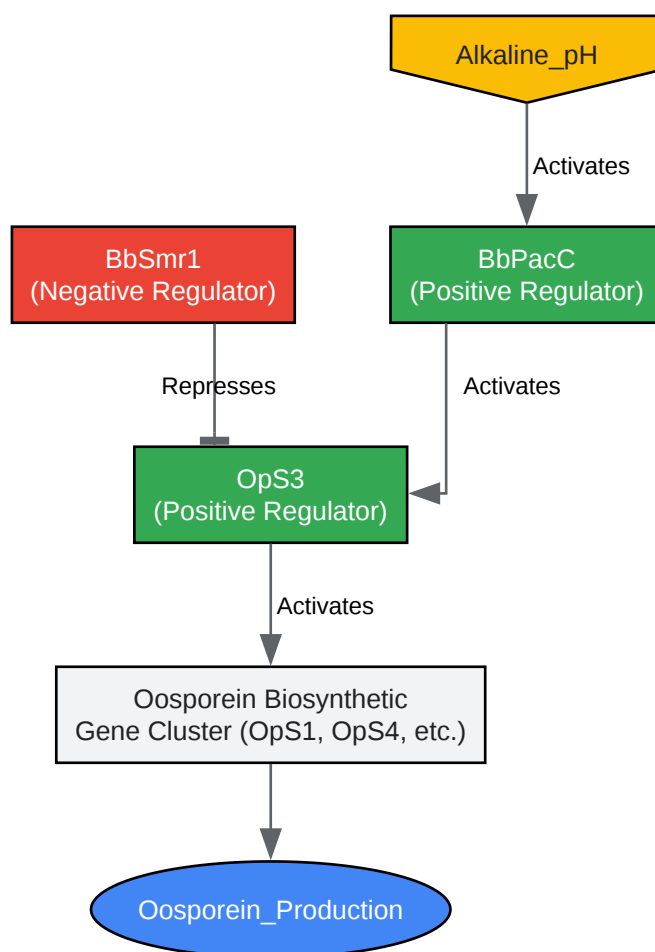 Alkaline_pH
Activates
BbSmr1
(Negative Regulator)
BbPacC
(Positive Regulator)
Represses
Activates
OpS3
(Positive Regulator)
Activates
Oosporein Biosynthetic
Gene Cluster (OpS1, OpS4, etc.)
Oosporein_Production